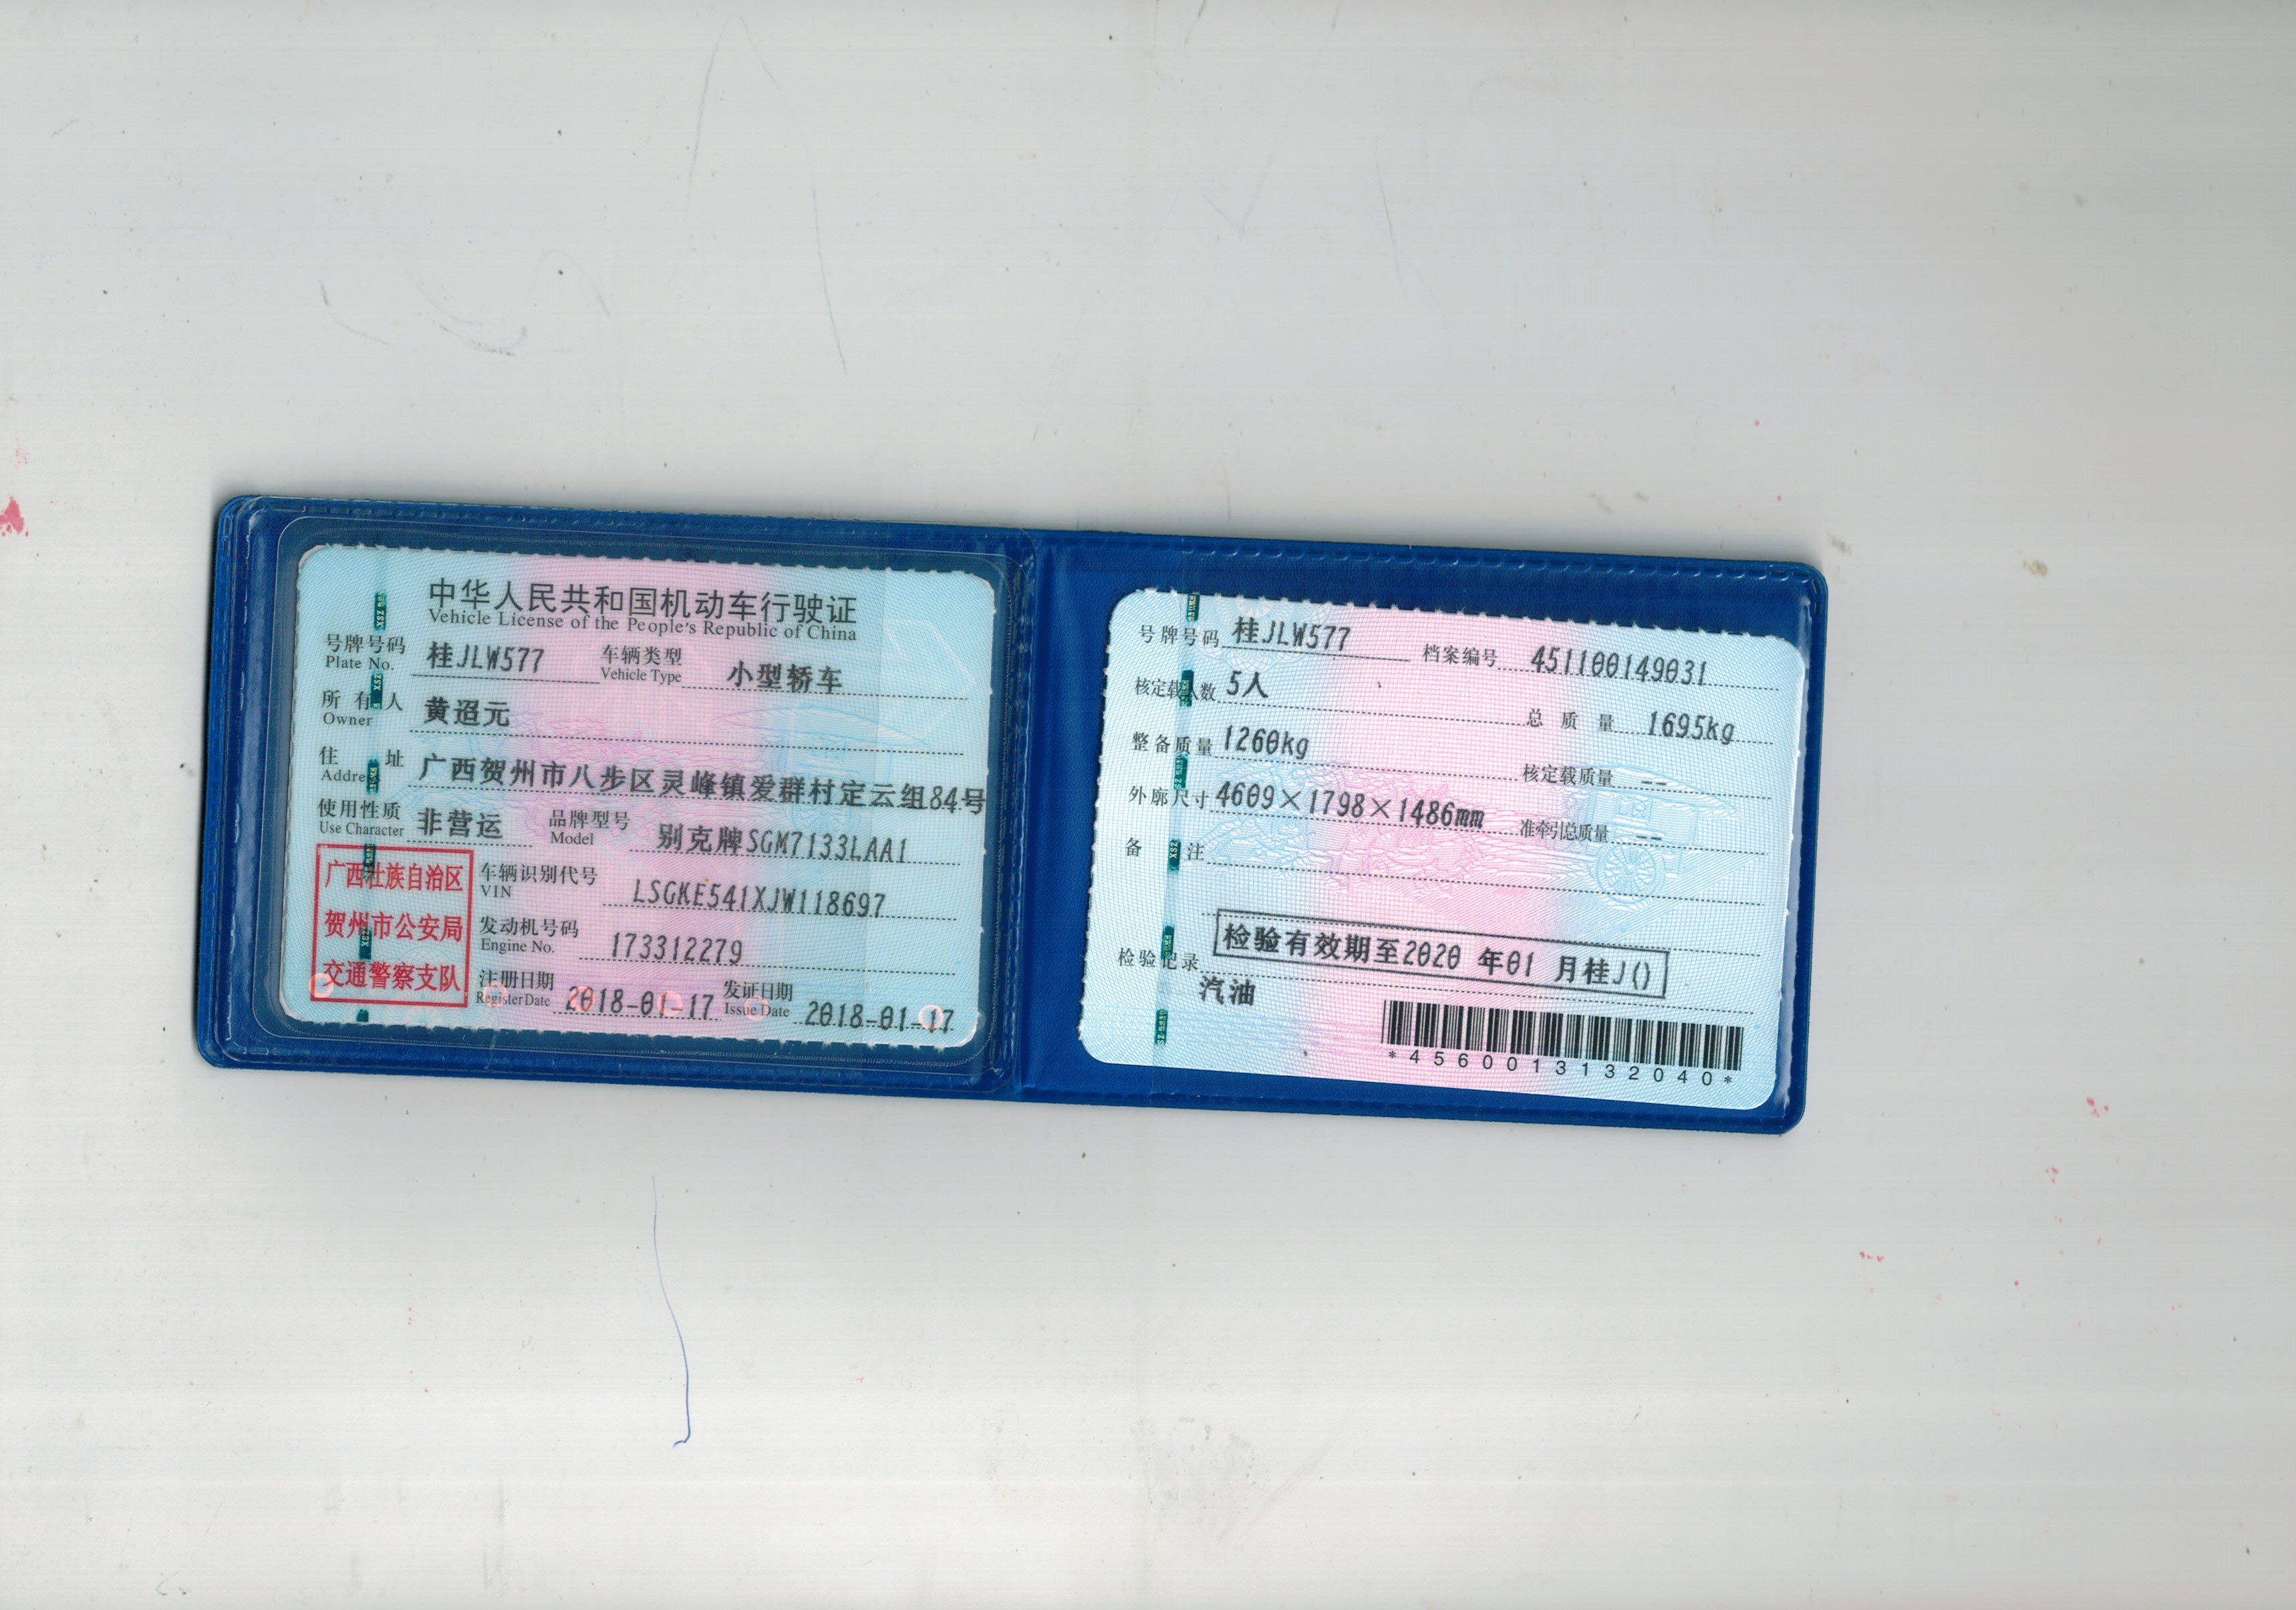 中华人民共和国机动车行驶证
Vehicle License of the People's Republic of China
号牌号码 桂JLW577 车辆类型 小型轿车
Plate No. Vehicle Type
所有人 黄迢元
Owner
住址 广西贺州市八步区灵峰镇爱群村定云组84号
Address
使用性质 非营运 品牌型号 别克牌SGM7133LAA1
Use Character Model
广西壮族自治区
贺州市公安局
交通警察支队
车辆识别代号 LSGKE541XJW118697
VIN
发动机号码 173312279
Engine No.
注册日期 2018-01-17 发证日期 2018-01-17
Register Date Issue Date
号牌号码 桂JLW577 档案编号 451100149031
核定载人数 5人 总质量 1695kg
整备质量 1260kg 核定载质量 --
外廓尺寸 4609×1798×1486mm 准牵引总质量 --
备注
检验记录 检验有效期至2020 年01 月桂J()
汽油
*4560013132040*